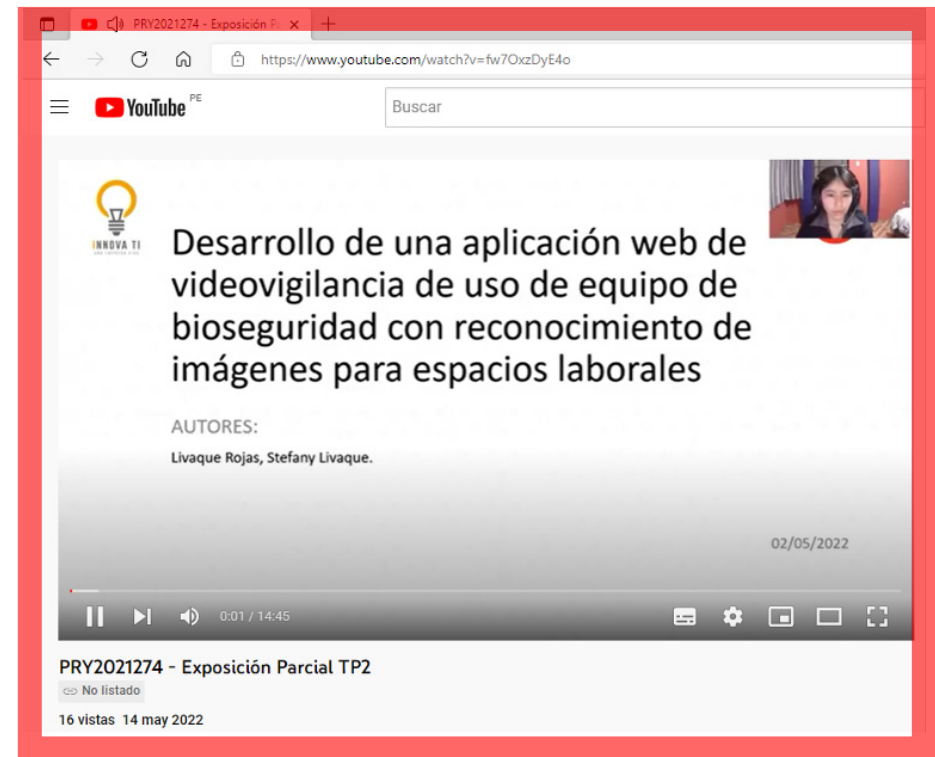 PRY2021274 - Exposición P
https://www.youtube.com/watch?v=fw7OxzDyE4o
YouTube PE
Buscar
INNOVA TI
Desarrollo de una aplicación web de
videovigilancia de uso de equipo de
bioseguridad con reconocimiento de
imágenes para espacios laborales
AUTORES:
Livaque Rojas, Stefany Livaque.
02/05/2022
0:01 / 14:45
PRY2021274 - Exposición Parcial TP2
No listado
16 vistas 14 may 2022